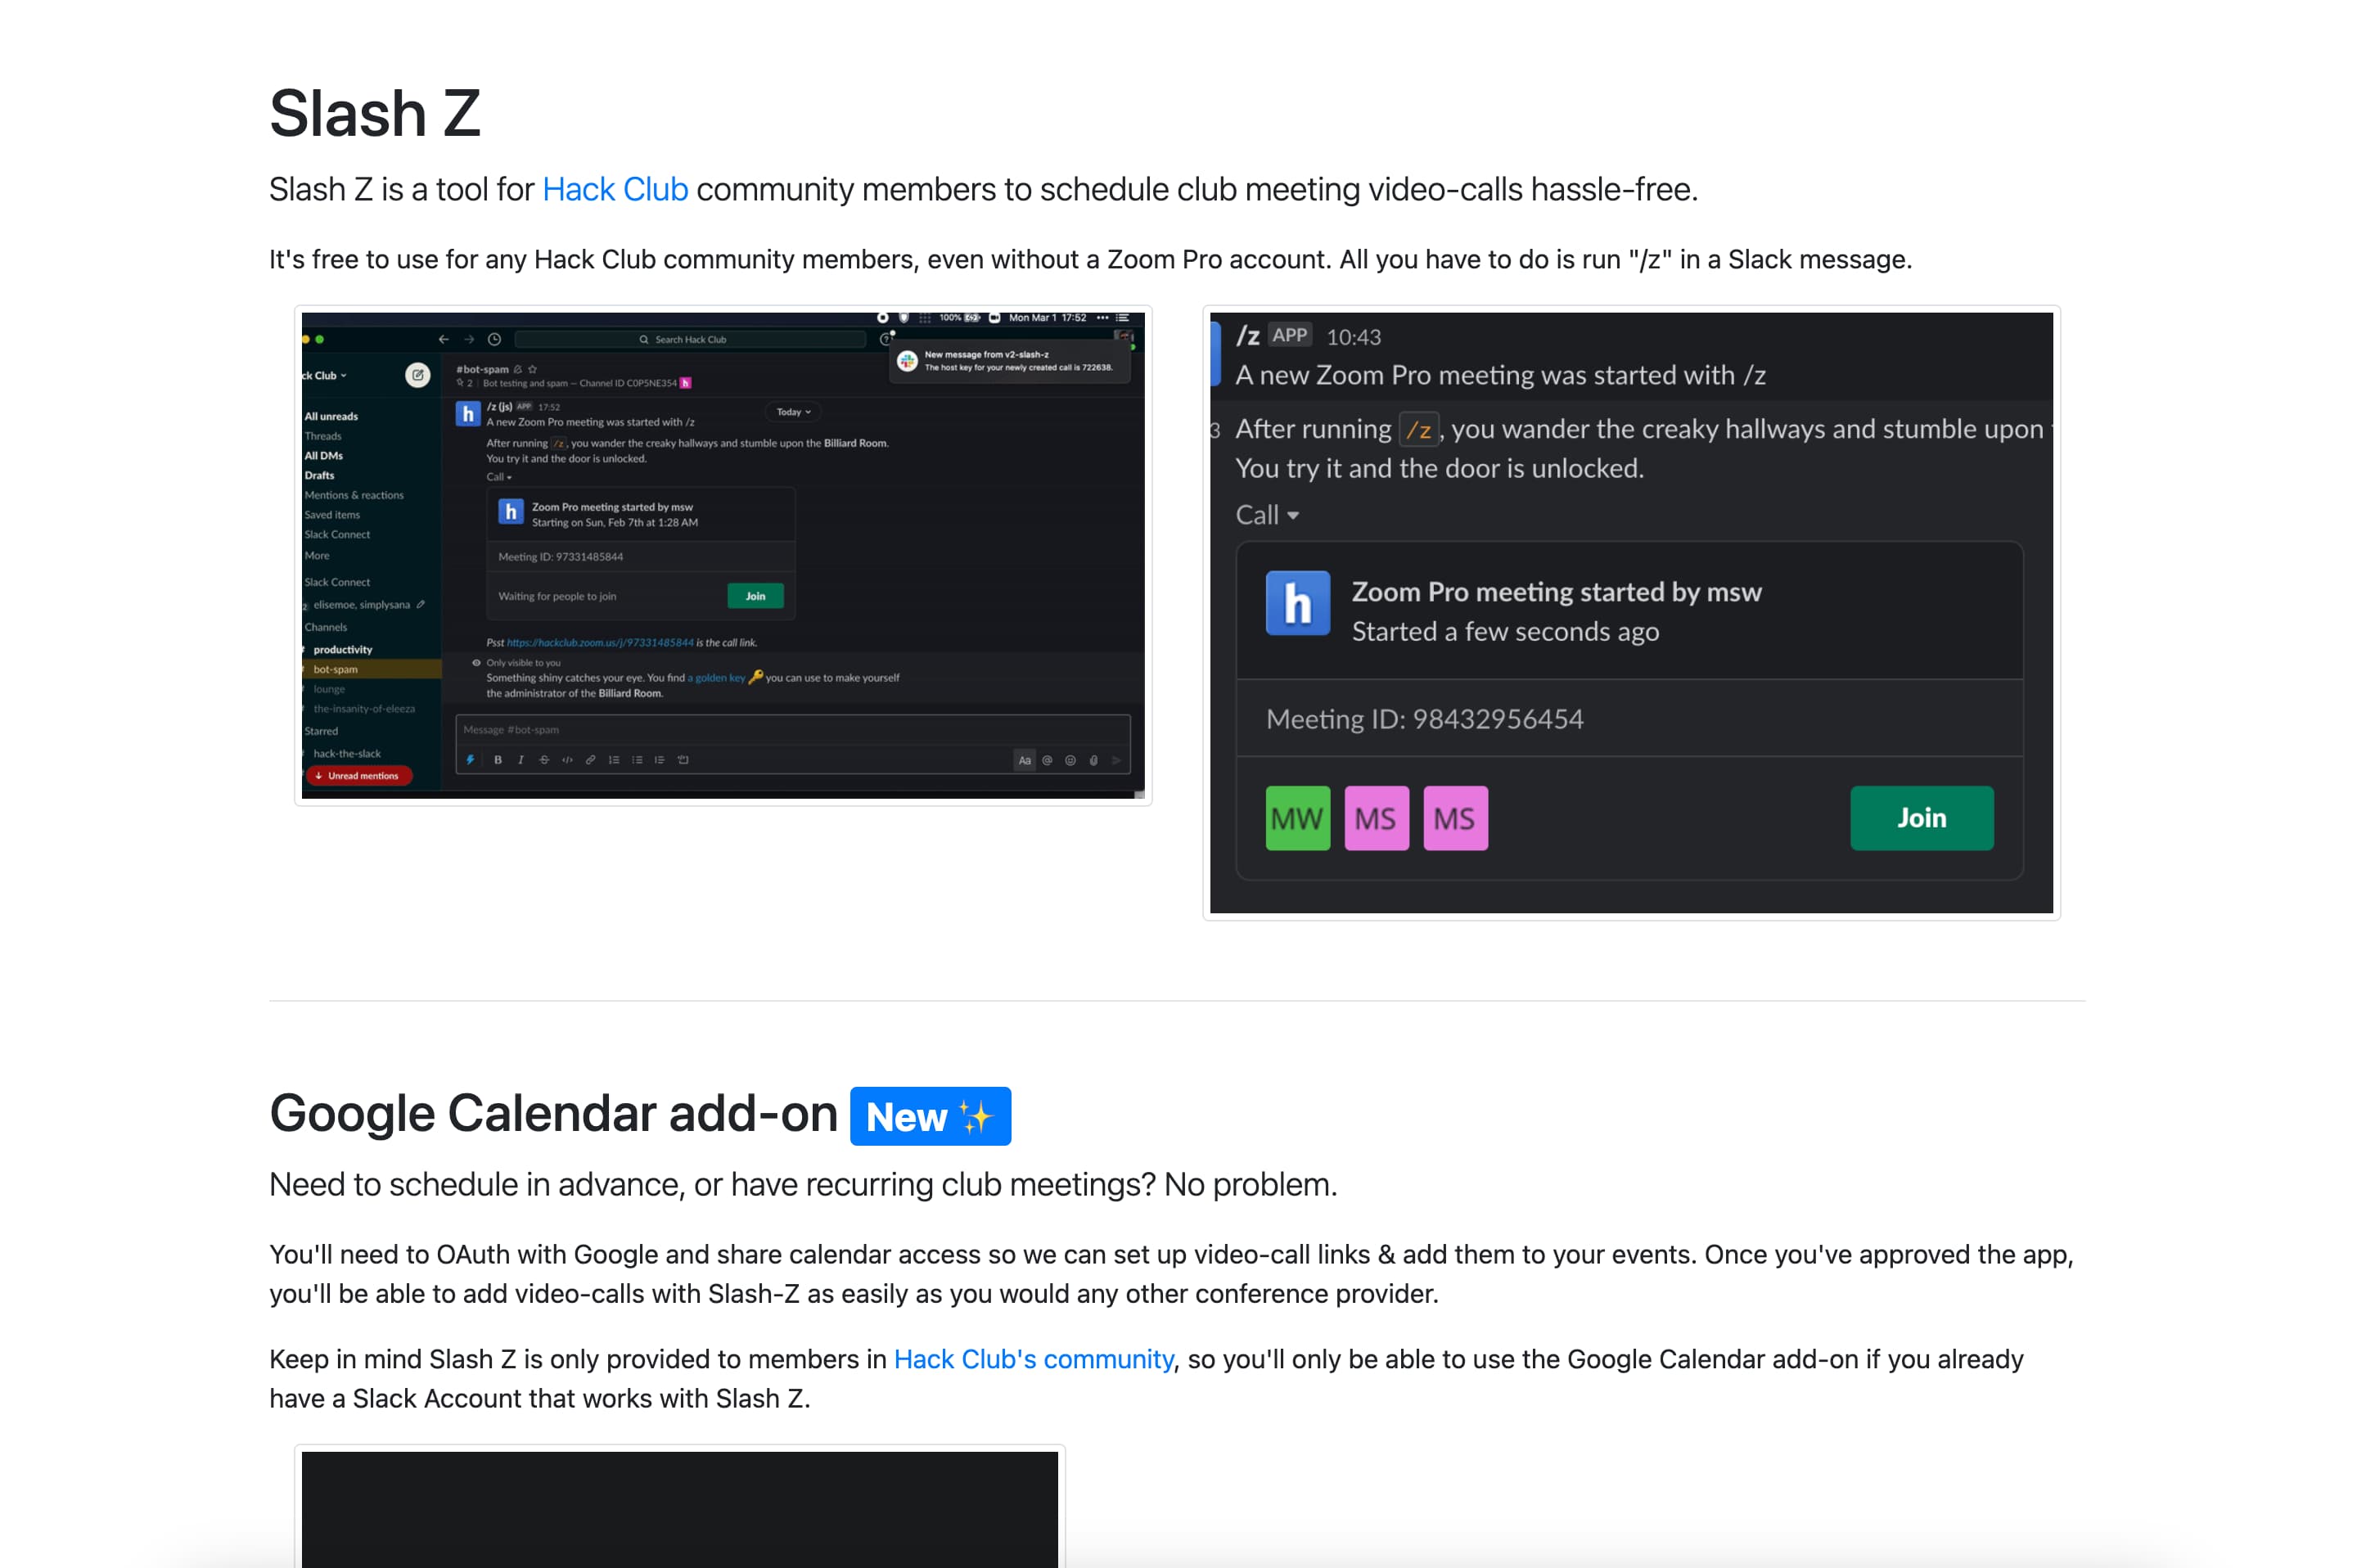 Slash Z
Slash Z is a tool for Hack Club community members to schedule club meeting video-calls hassle-free.
It's free to use for any Hack Club community members, even without a Zoom Pro account. All you have to do is run "/z" in a Slack message.
100% Mon Mar 1 17:52
Search Hack Club
New message from v2-slash-z
The host key for your newly created call is 722638.
ck Club
All unreads
Threads
All DMs
Drafts
Mentions & reactions
Saved items
Slack Connect
More
Slack Connect
2 elisemoe, simplysana
Channels
productivity
bot-spam
lounge
the-insanity-of-eleeza
Starred
hack-the-slack
Unread mentions
#bot-spam
2 | Bot testing and spam — Channel ID C0P5NE354 h
Today
h /z (js) APP 17:52
A new Zoom Pro meeting was started with /z
After running /z, you wander the creaky hallways and stumble upon the Billiard Room.
You try it and the door is unlocked.
Call
h Zoom Pro meeting started by msw
Starting on Sun, Feb 7th at 1:28 AM
Meeting ID: 97331485844
Waiting for people to join Join
Psst https://hackclub.zoom.us/j/97331485844 is the call link.
Only visible to you
Something shiny catches your eye. You find a golden key 🔑 you can use to make yourself
the administrator of the Billiard Room.
Message #bot-spam
B I S </> Aa @
/z APP 10:43
A new Zoom Pro meeting was started with /z
3 After running /z, you wander the creaky hallways and stumble upon
You try it and the door is unlocked.
Call
h Zoom Pro meeting started by msw
Started a few seconds ago
Meeting ID: 98432956454
MW MS MS Join
Google Calendar add-on New ✨
Need to schedule in advance, or have recurring club meetings? No problem.
You'll need to OAuth with Google and share calendar access so we can set up video-call links & add them to your events. Once you've approved the app,
you'll be able to add video-calls with Slash-Z as easily as you would any other conference provider.
Keep in mind Slash Z is only provided to members in Hack Club's community, so you'll only be able to use the Google Calendar add-on if you already
have a Slack Account that works with Slash Z.